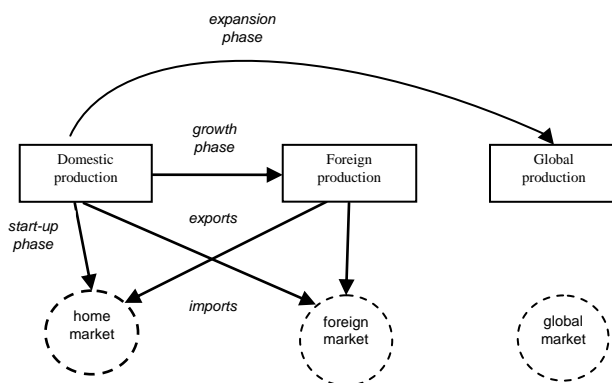 expansion
phase
growth
phase
Domestic
production
Foreign
production
Global
production
start-up
phase
exports
imports
home
market
foreign
market
global
market